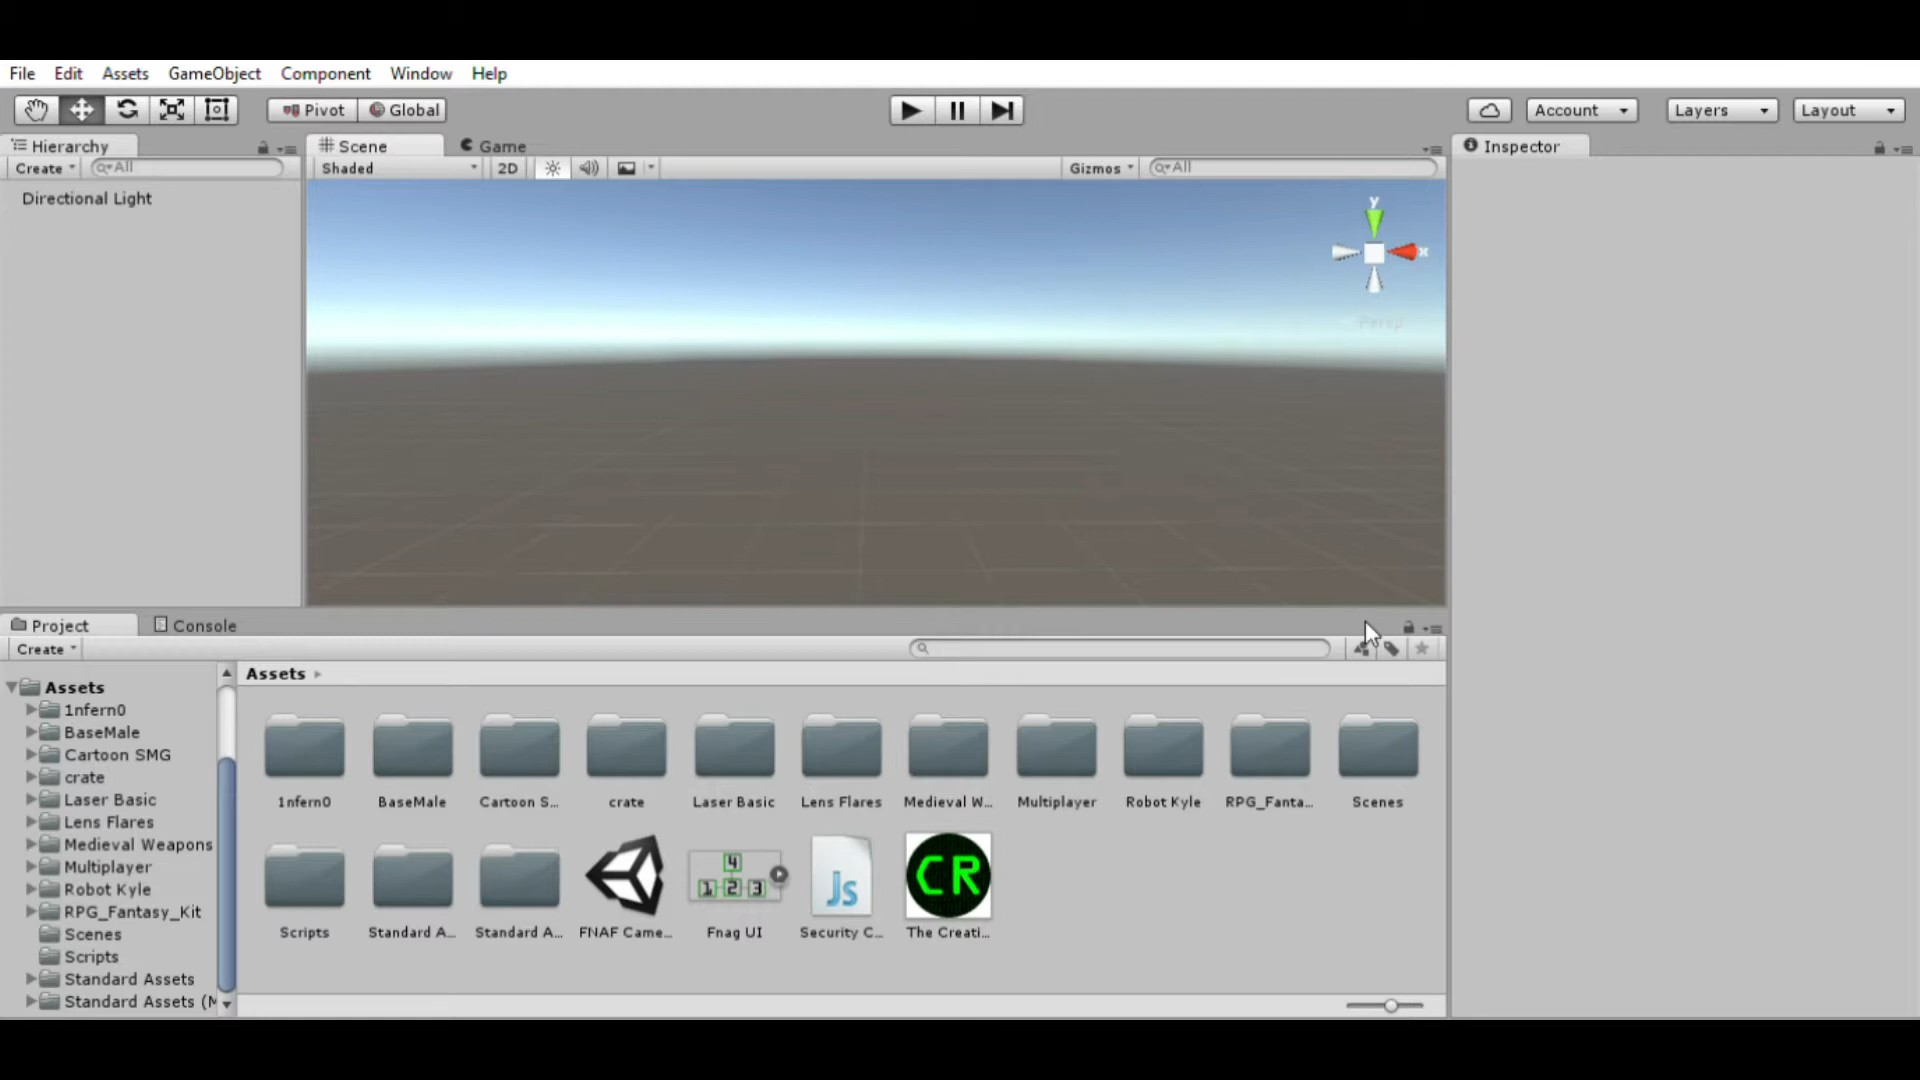 File Edit Assets GameObject Component Window Help
Pivot Global Account Layers Layout
Hierarchy Scene Game Inspector
Create All Shaded 2D Gizmos All
Directional Light
y
x
Persp
Project Console
Create
Assets
1nfern0
BaseMale
Cartoon SMG
crate
Laser Basic
Lens Flares
Medieval Weapons
Multiplayer
Robot Kyle
RPG_Fantasy_Kit
Scenes
Scripts
Standard Assets
Standard Assets (M
Assets
1nfern0 BaseMale Cartoon S... crate Laser Basic Lens Flares Medieval W... Multiplayer Robot Kyle RPG_Fanta... Scenes
4
1 2 3
Js
CR
Scripts Standard A... Standard A... FNAF Came... Fnag UI Security C... The Creati...